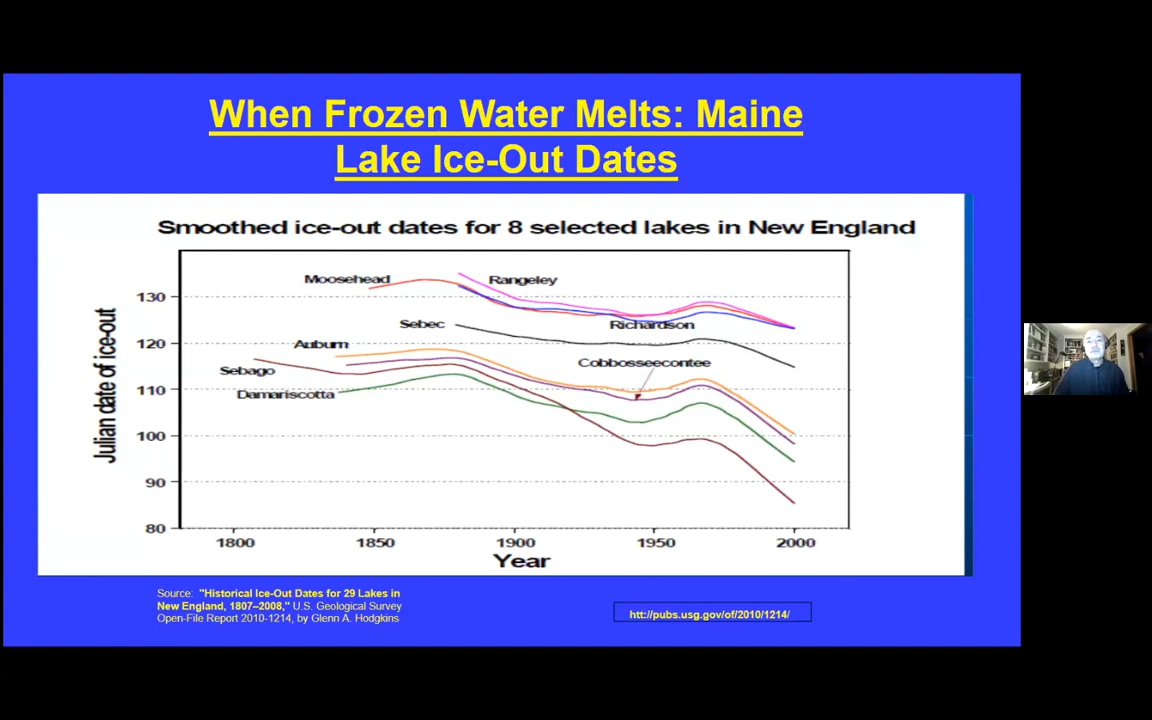 When Frozen Water Melts: Maine
Lake Ice-Out Dates
Smoothed ice-out dates for 8 selected lakes in New England
Julian date of ice-out
130
120
110
100
90
80
Moosehead
Rangeley
Sebec
Richardson
Auburn
Cobbosseecontee
Sebago
Damariscotta
1800 1850 1900 1950 2000
Year
Source: "Historical Ice-Out Dates for 29 Lakes in
New England, 1807–2008," U.S. Geological Survey
Open-File Report 2010-1214, by Glenn A. Hodgkins
htt://pubs.usg.gov/of/2010/1214/